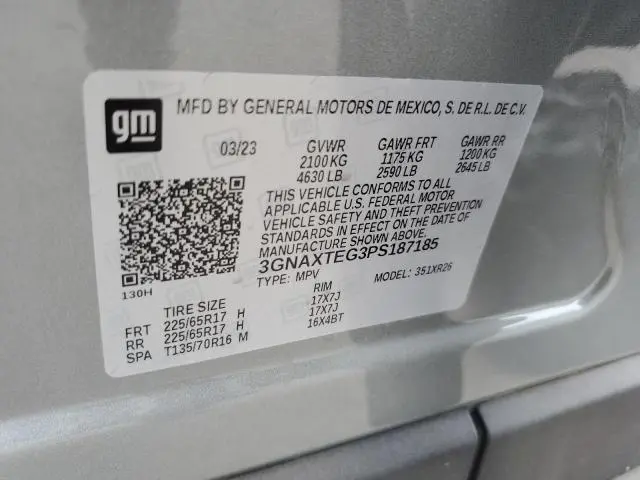 gm
MFD BY GENERAL MOTORS DE MEXICO, S. DE R.L. DE C.V.
03/23 GVWR GAWR FRT GAWR RR
2100 KG 1175 KG 1200 KG
4630 LB 2590 LB 2645 LB
THIS VEHICLE CONFORMS TO ALL
APPLICABLE U.S. FEDERAL MOTOR
VEHICLE SAFETY AND THEFT PREVENTION
STANDARDS IN EFFECT ON THE DATE OF
MANUFACTURE SHOWN ABOVE.
3GNAXTEG3PS187185
TYPE: MPV MODEL: 351XR26
130H
TIRE SIZE RIM
FRT 225/65R17 H 17X7J
RR 225/65R17 H 17X7J
SPA T135/70R16 M 16X4BT